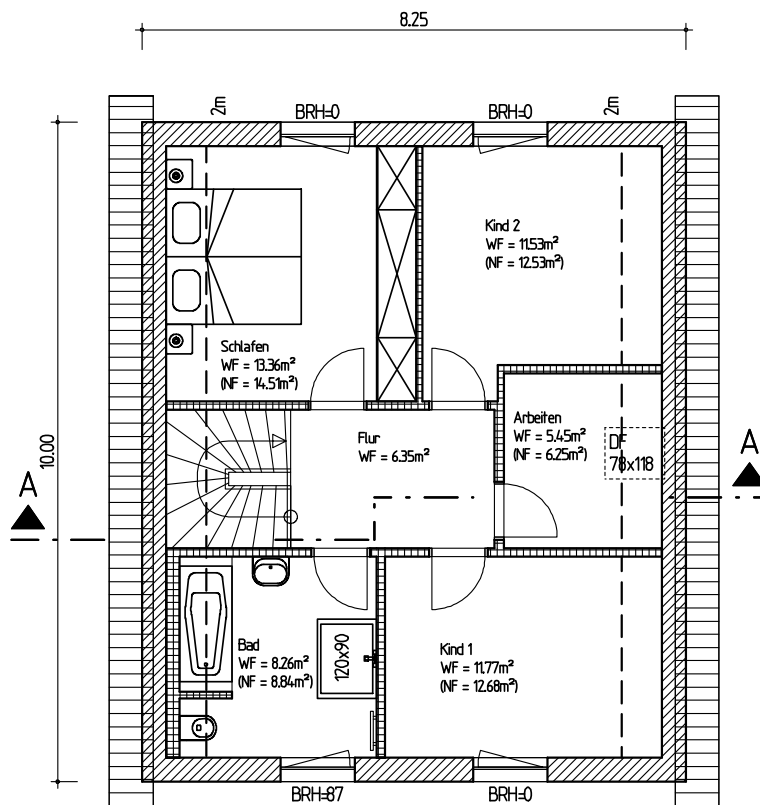 8.25
2m
BRH=0
BRH=0
2m
Kind 2
WF = 11.53m²
(NF = 12.53m²)
Schlafen
WF = 13.36m²
(NF = 14.51m²)
Arbeiten
WF = 5.45m²
(NF = 6.25m²)
DF
78x118
Flur
WF = 6.35m²
10.00
A
A
Bad
WF = 8.26m²
(NF = 8.84m²)
120x90
Kind 1
WF = 11.77m²
(NF = 12.68m²)
BRH=87
BRH=0